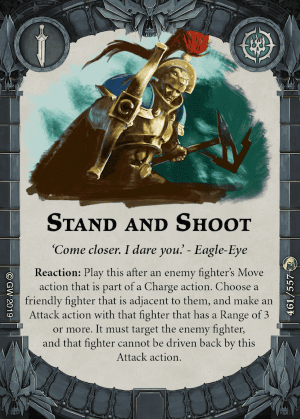 STAND AND SHOOT
‘Come closer. I dare you.’ - Eagle-Eye
Reaction: Play this after an enemy fighter’s Move
action that is part of a Charge action. Choose a
friendly fighter that is adjacent to them, and make an
Attack action with that fighter that has a Range of 3
or more. It must target the enemy fighter,
and that fighter cannot be driven back by this
Attack action.
© GW 2019
461/557